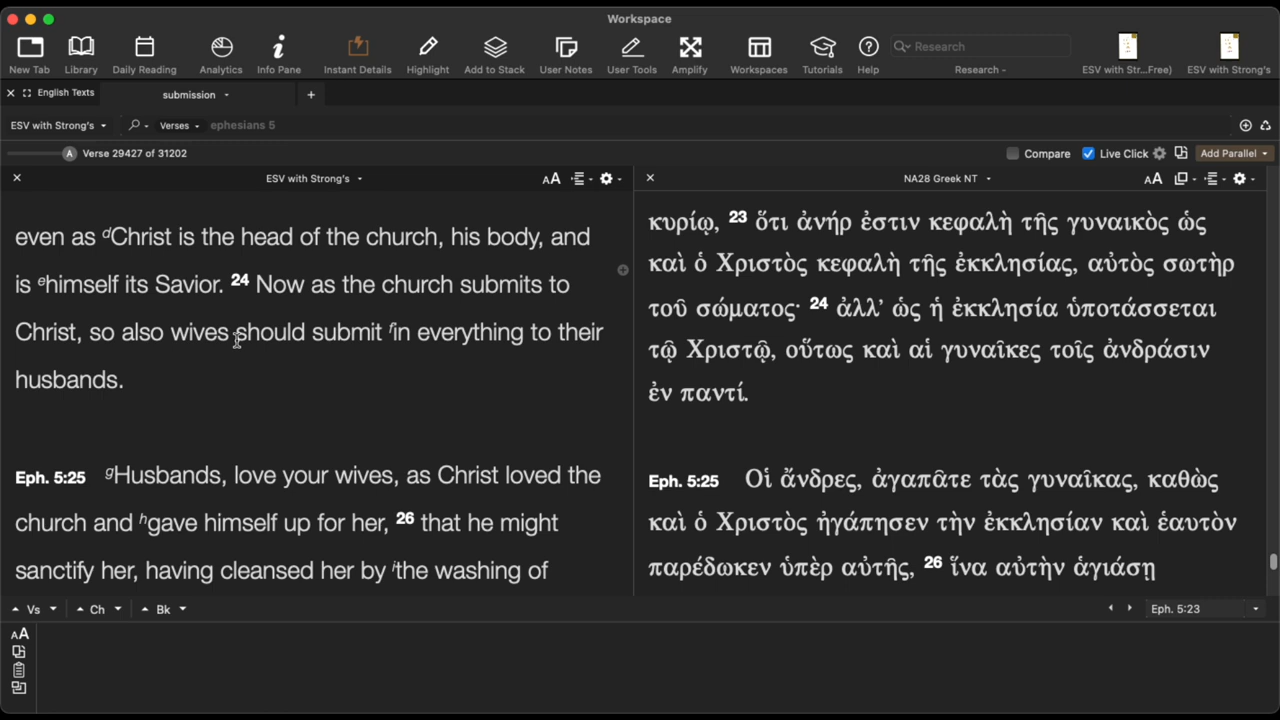 Workspace
New Tab Library Daily Reading Analytics Info Pane Instant Details Highlight Add to Stack User Notes User Tools Amplify Workspaces Tutorials Help Research Research ESV with Str...Free) ESV with Strong's
English Texts submission
ESV with Strong's Verses ephesians 5
A Verse 29427 of 31202 Compare Live Click Add Parallel
ESV with Strong's AA
NA28 Greek NT AA
even as dChrist is the head of the church, his body, and
is ehimself its Savior. 24 Now as the church submits to
Christ, so also wives should submit fin everything to their
husbands.
Eph. 5:25 gHusbands, love your wives, as Christ loved the
church and hgave himself up for her, 26 that he might
sanctify her, having cleansed her by ithe washing of
κυρίῳ, 23 ὅτι ἀνήρ ἐστιν κεφαλὴ τῆς γυναικὸς ὡς
καὶ ὁ Χριστὸς κεφαλὴ τῆς ἐκκλησίας, αὐτὸς σωτὴρ
τοῦ σώματος· 24 ἀλλ’ ὡς ἡ ἐκκλησία ὑποτάσσεται
τῷ Χριστῷ, οὕτως καὶ αἱ γυναῖκες τοῖς ἀνδράσιν
ἐν παντί.
Eph. 5:25 Οἱ ἄνδρες, ἀγαπᾶτε τὰς γυναῖκας, καθὼς
καὶ ὁ Χριστὸς ἠγάπησεν τὴν ἐκκλησίαν καὶ ἑαυτὸν
παρέδωκεν ὑπὲρ αὐτῆς, 26 ἵνα αὐτὴν ἁγιάσῃ
Vs Ch Bk Eph. 5:23
AA